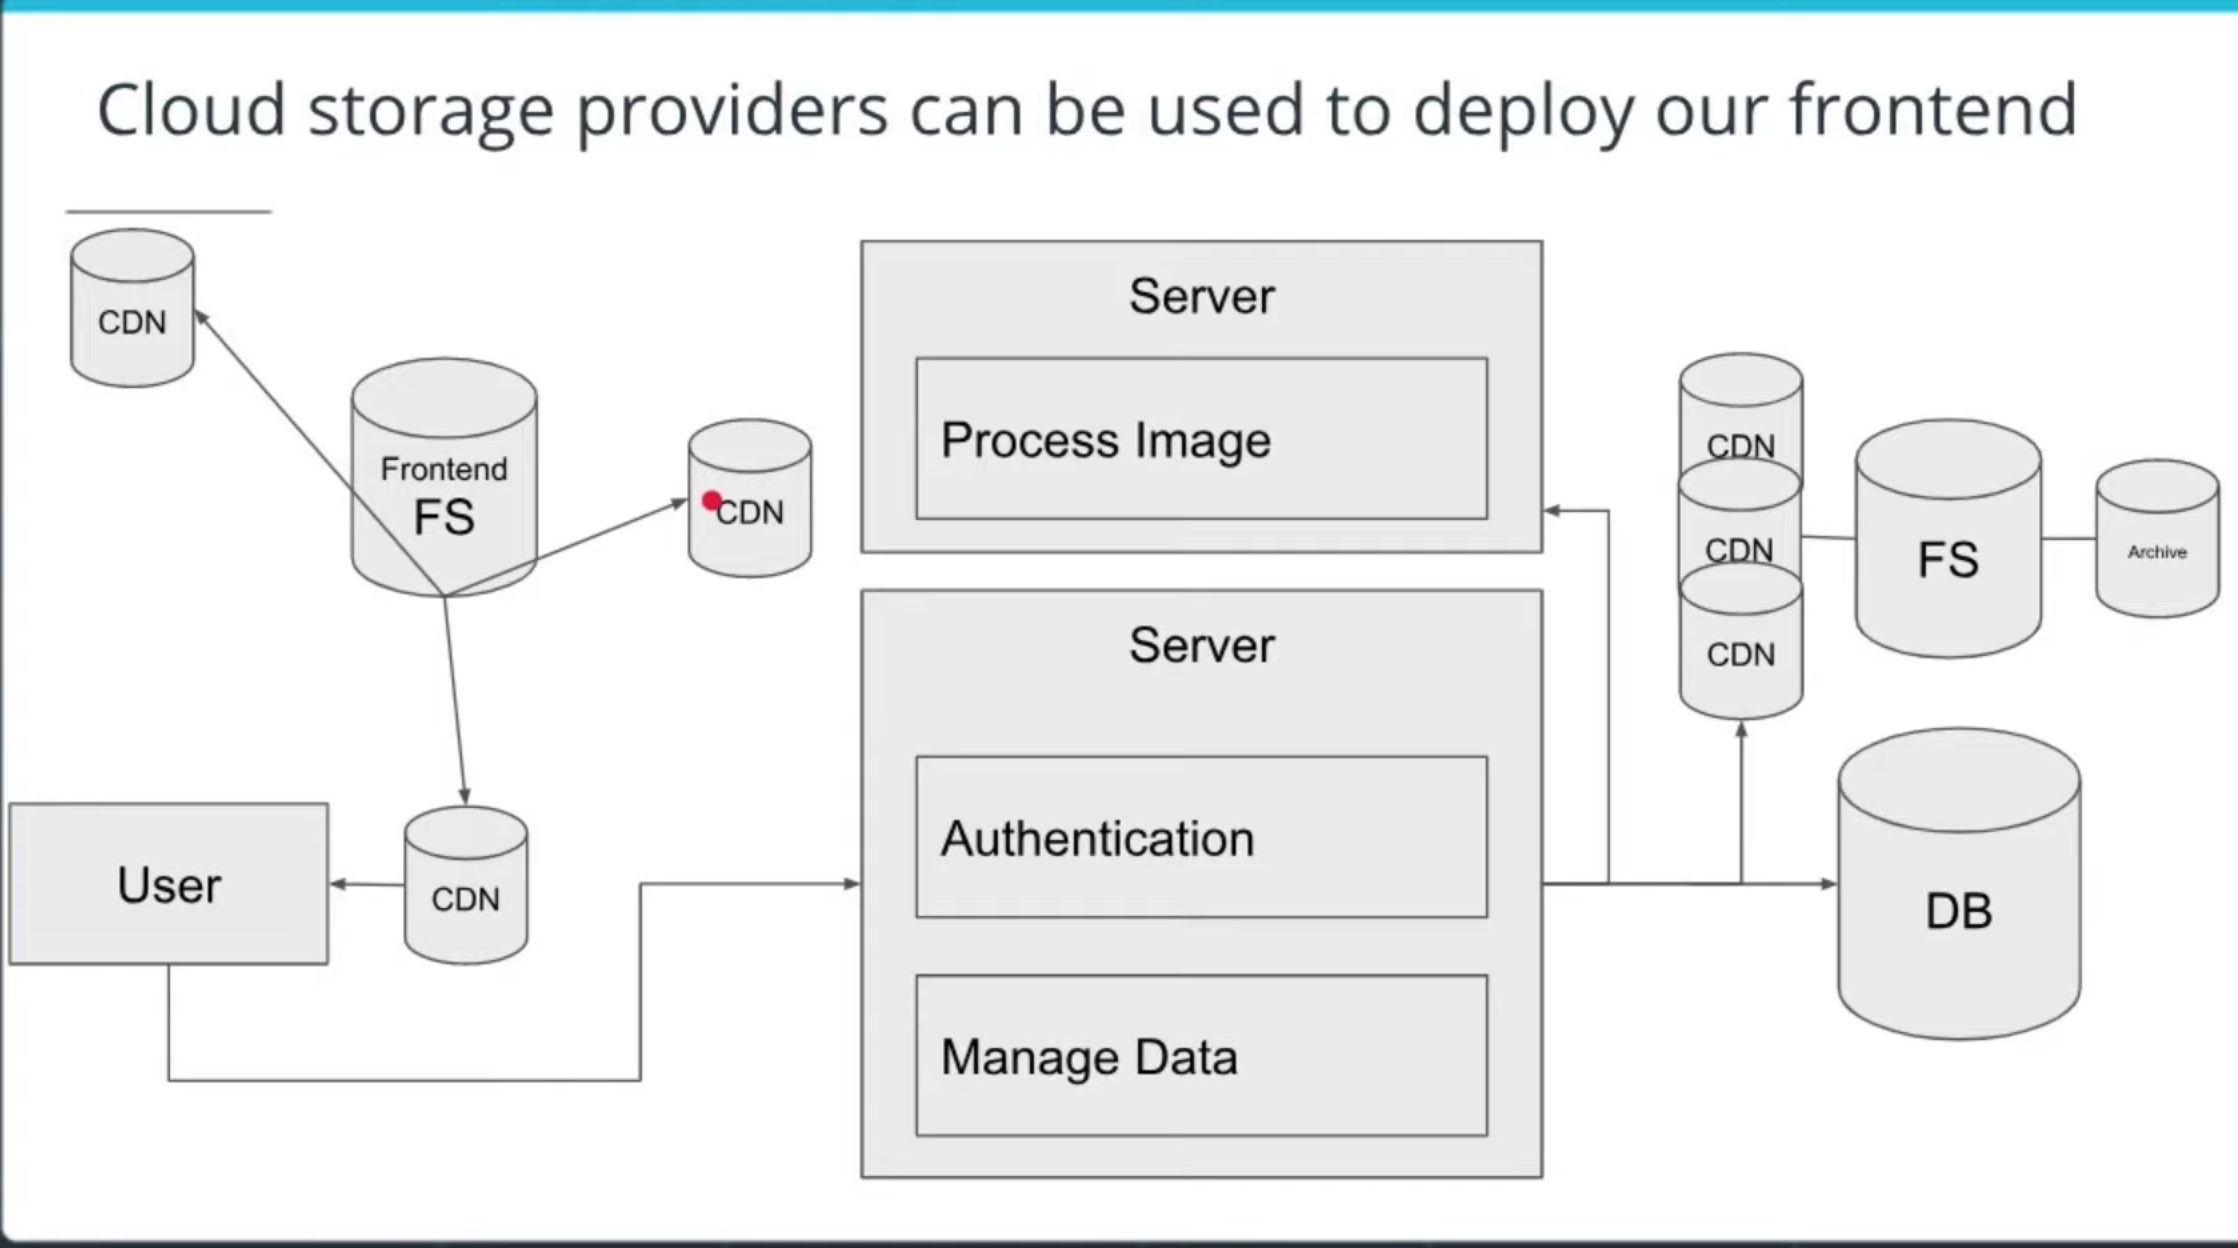 Cloud storage providers can be used to deploy our frontend
CDN
Frontend
FS
CDN
CDN
User
Server
Process Image
Server
Authentication
Manage Data
CDN
CDN
CDN
FS
Archive
DB